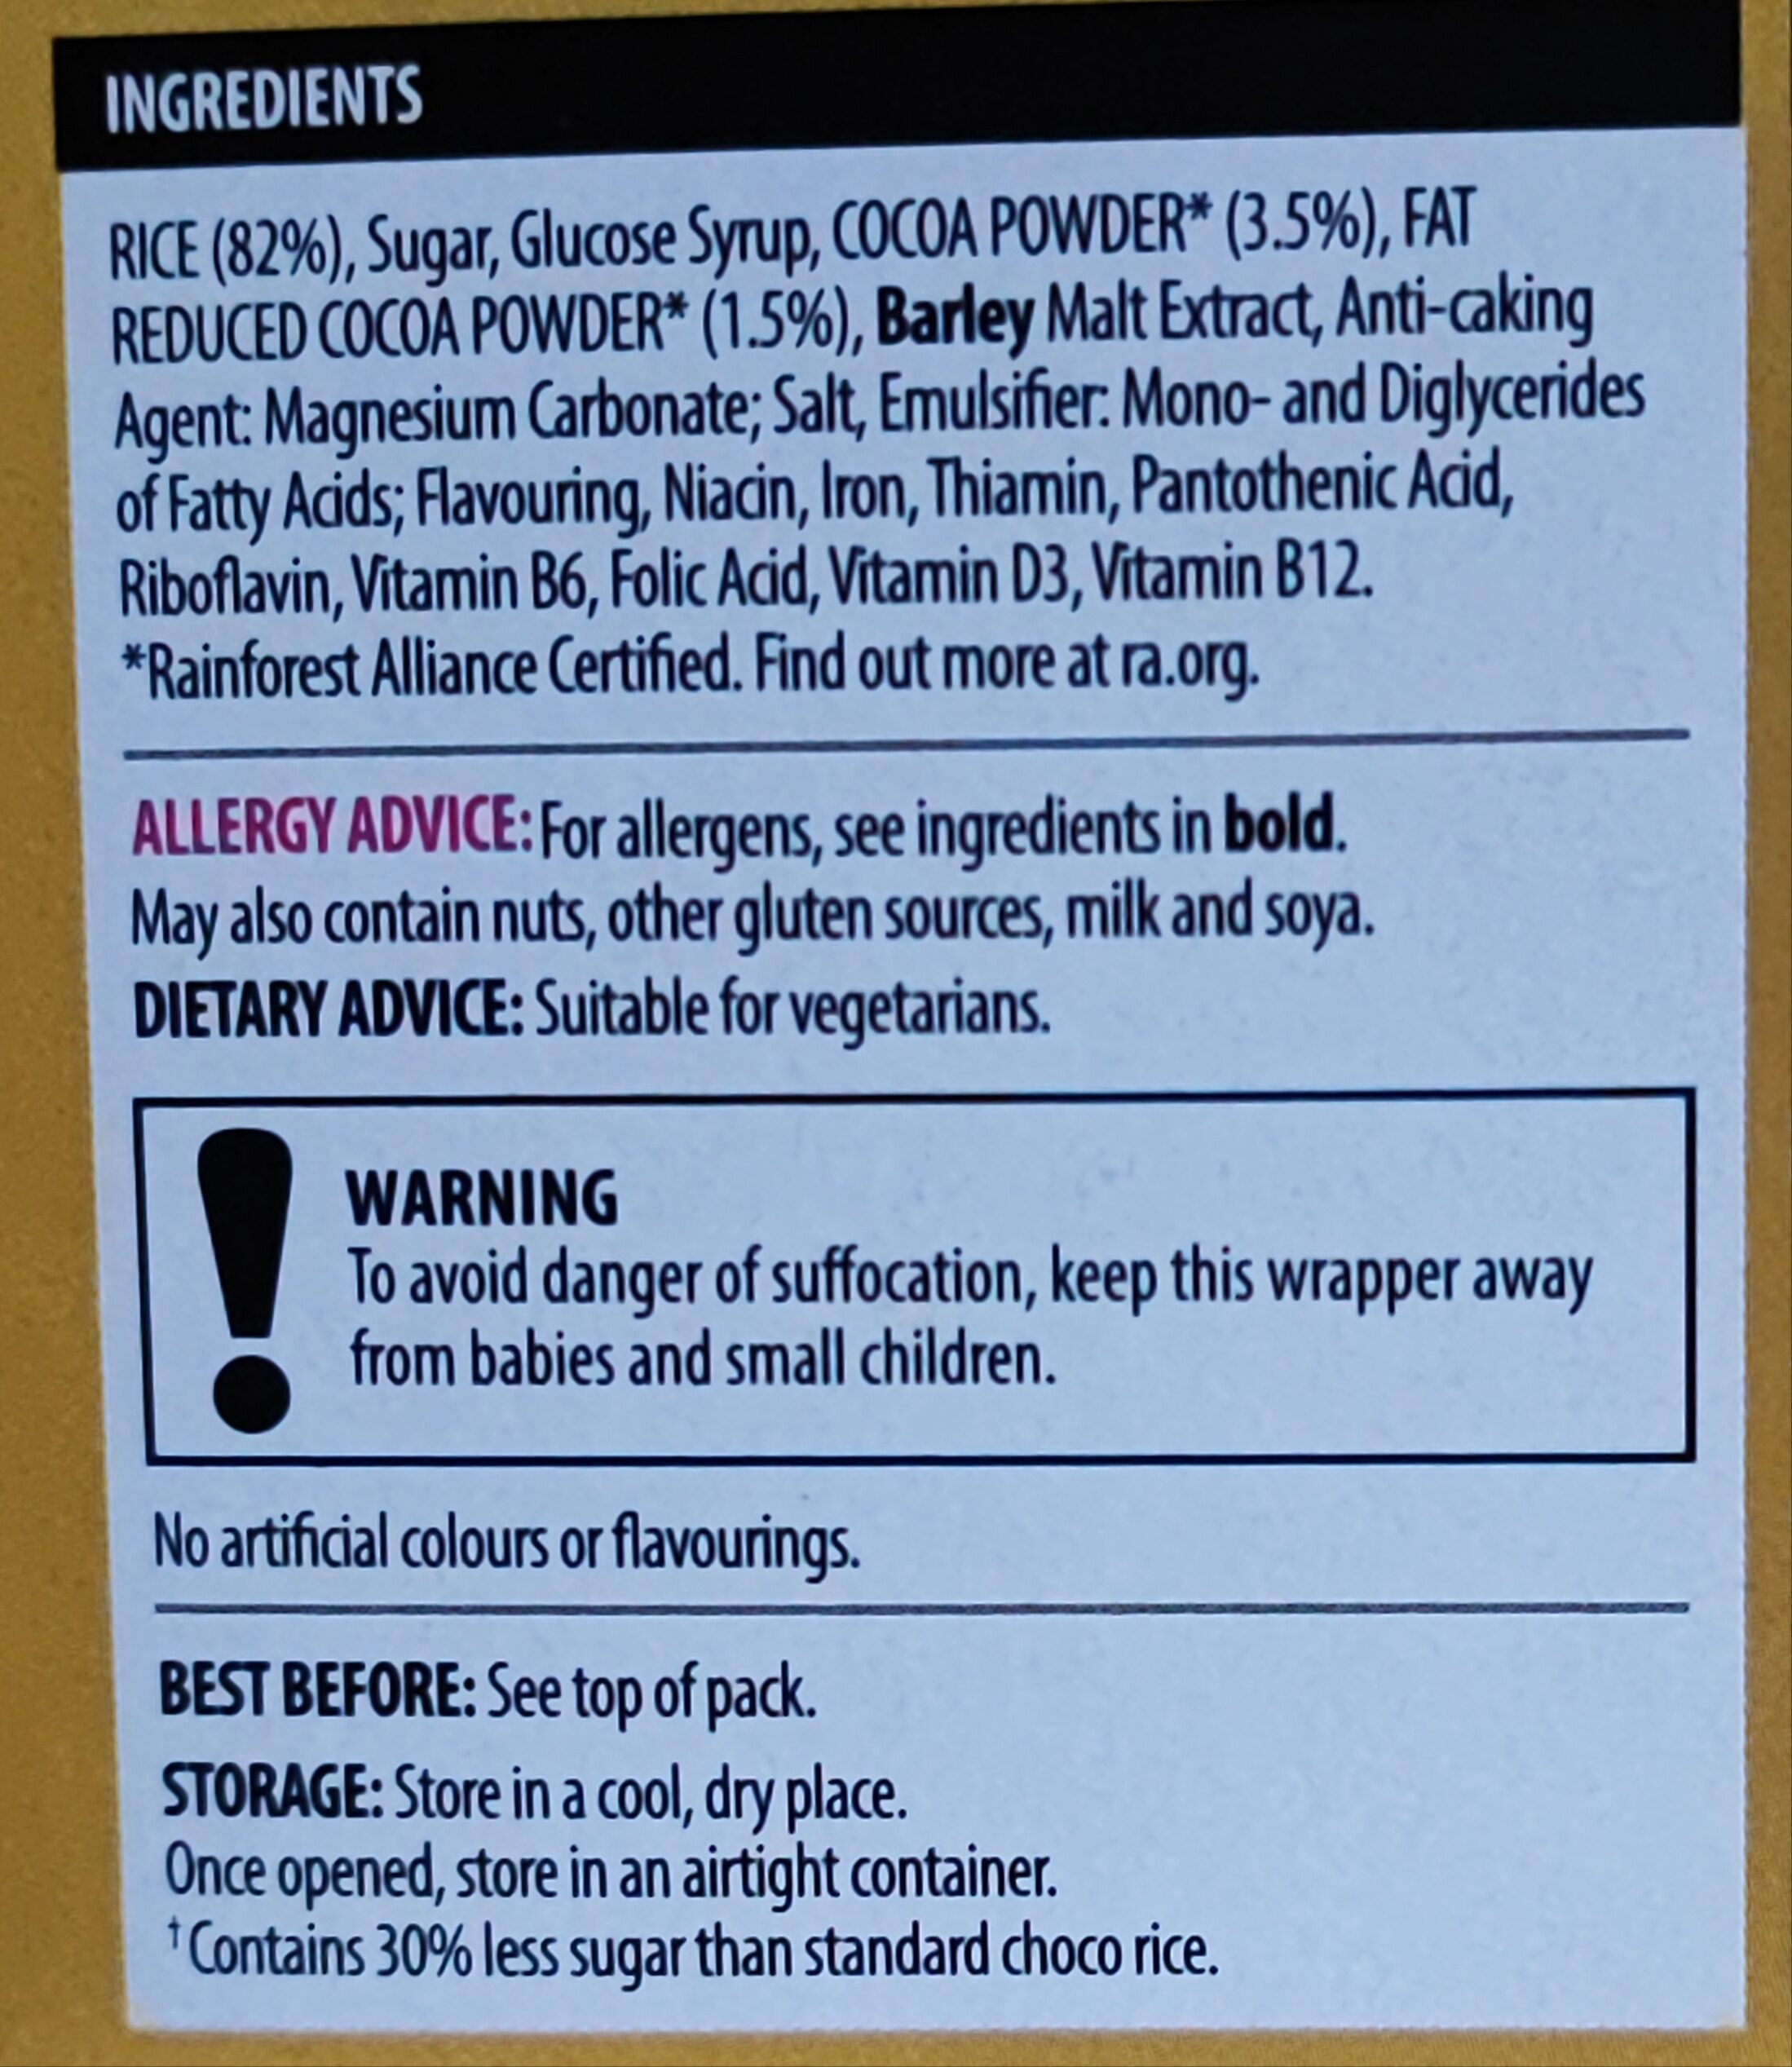 INGREDIENTS
RICE (82%), Sugar, Glucose Syrup, COCOA POWDER* (3.5%), FAT
REDUCED COCOA POWDER* (1.5%), Barley Malt Extract, Anti-caking
Agent: Magnesium Carbonate; Salt, Emulsifier: Mono- and Diglycerides
of Fatty Acids; Flavouring, Niacin, Iron, Thiamin, Pantothenic Acid,
Riboflavin, Vitamin B6, Folic Acid, Vitamin D3, Vitamin B12.
*Rainforest Alliance Certified. Find out more at ra.org.
ALLERGY ADVICE: For allergens, see ingredients in bold.
May also contain nuts, other gluten sources, milk and soya.
DIETARY ADVICE: Suitable for vegetarians.
WARNING
To avoid danger of suffocation, keep this wrapper away
from babies and small children.
No artificial colours or flavourings.
BEST BEFORE: See top of pack.
STORAGE: Store in a cool, dry place.
Once opened, store in an airtight container.
†Contains 30% less sugar than standard choco rice.